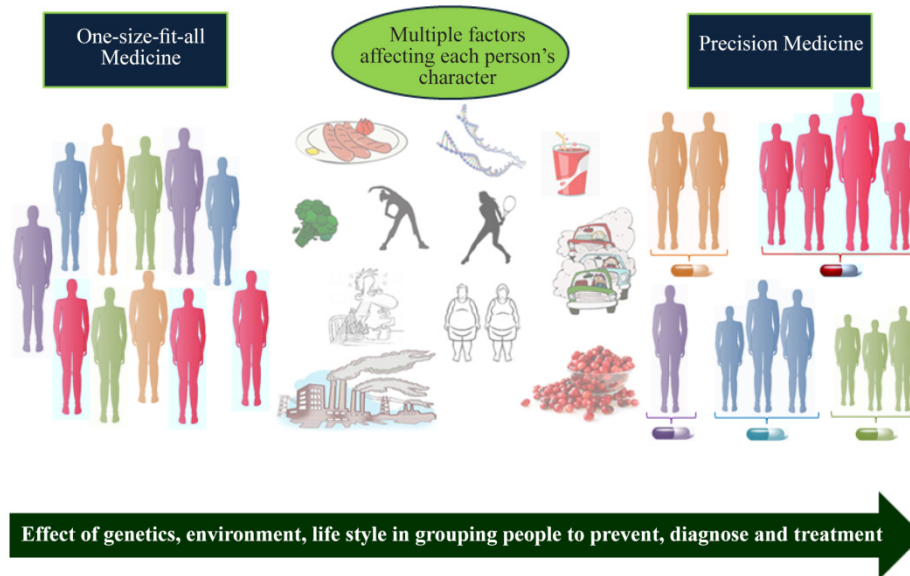 One-size-fit-all
Medicine
Multiple factors
affecting each person's
character
Precision Medicine
Effect of genetics, environment, life style in grouping people to prevent, diagnose and treatment